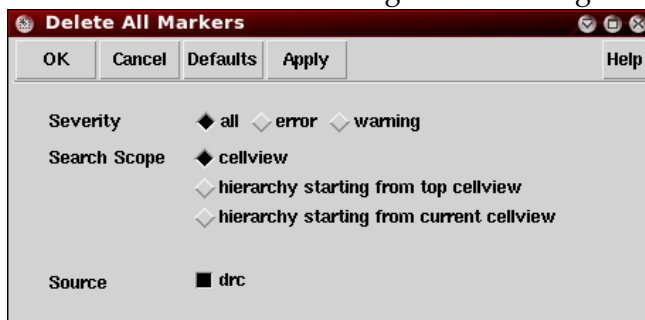 Delete All Markers
OK Cancel Defaults Apply Help
Severity all error warning
Search Scope cellview
hierarchy starting from top cellview
hierarchy starting from current cellview
Source drc